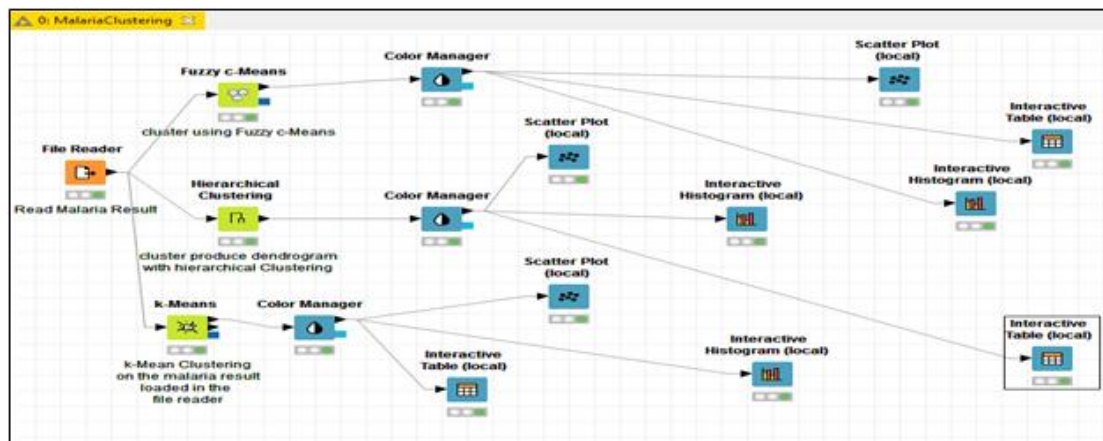 0: MalariaClustering
Fuzzy c-Means
cluster using Fuzzy c-Means
Color Manager
Scatter Plot
(local)
Interactive
Table (local)
Interactive
Histogram (local)
File Reader
Read Malaria Result
Hierarchical
Clustering
cluster produce dendrogram
with hierarchical Clustering
Color Manager
Scatter Plot
(local)
Interactive
Histogram (local)
Interactive
Table (local)
k-Means
k-Mean Clustering
on the malaria result
loaded in the
file reader
Color Manager
Scatter Plot
(local)
Interactive
Histogram (local)
Interactive
Table (local)